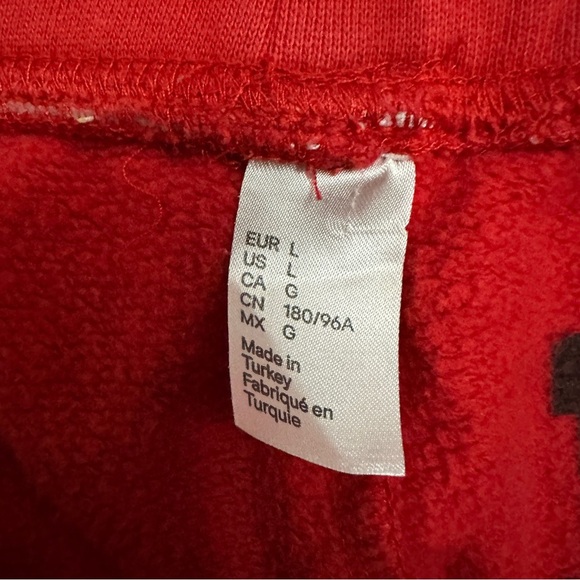 EUR L
US L
CA G
CN 180/96A
MX G
Made in
Turkey
Fabriqué en
Turquie